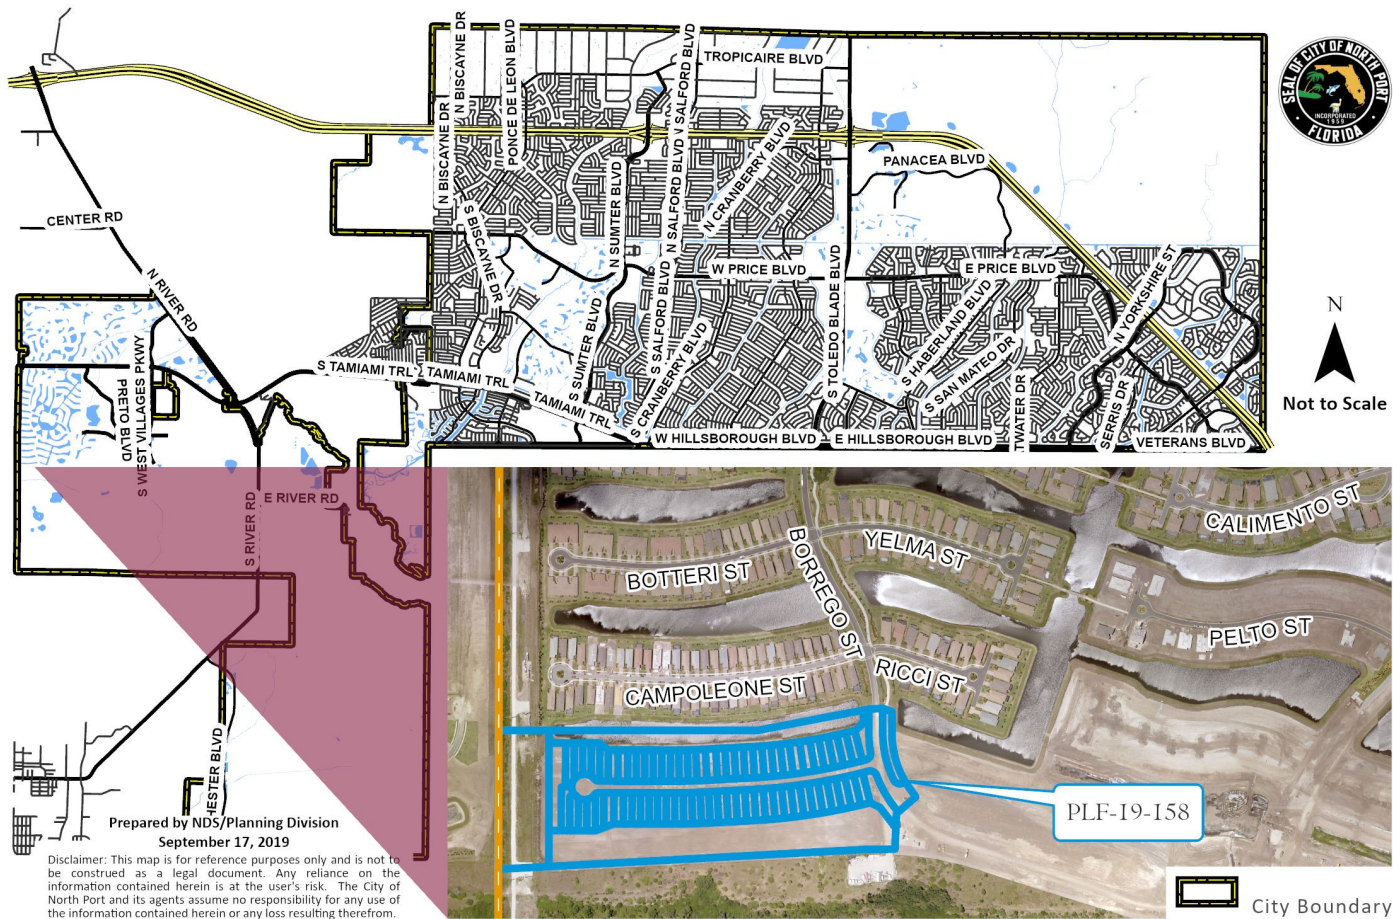 N BISCAYNE DR
PONCE DE LEON BLVD
N SALFORD BLVD
TROPICAIRE BLVD
SEAL OF CITY OF NORTH PORT
INCORPORATED
1959
FLORIDA
N BISCAYNE DR
N SALFORD BLVD
N CRANBERRY BLVD
PANACEA BLVD
CENTER RD
S BISCAYNE DR
N SUMTER BLVD
N RIVER RD
W PRICE BLVD
E PRICE BLVD
S TOLEDO BLADE BLVD
N YORKSHIRE ST
N
S SALFORD BLVD
S SUMTER BLVD
S CRANBERRY BLVD
S HABERLAND BLVD
S SAN MATEO DR
S TAMIAMI TRL
TAMIAMI TRL
TAMIAMI TRL
PRETO BLVD
S WEST VILLAGES PKWY
TWATER DR
SERRIS DR
Not to Scale
W HILLSBOROUGH BLVD
E HILLSBOROUGH BLVD
VETERANS BLVD
S RIVER RD
E RIVER RD
CALIMENTO ST
YELMA ST
BOTTERI ST
BORREGO ST
PELTO ST
RICCI ST
CAMPOLEONE ST
HESTER BLVD
PLF-19-158
Prepared by NDS/Planning Division
September 17, 2019
Disclaimer: This map is for reference purposes only and is not to
be construed as a legal document. Any reliance on the
information contained herein is at the user's risk. The City of
North Port and its agents assume no responsibility for any use of
the information contained herein or any loss resulting therefrom.
City Boundary